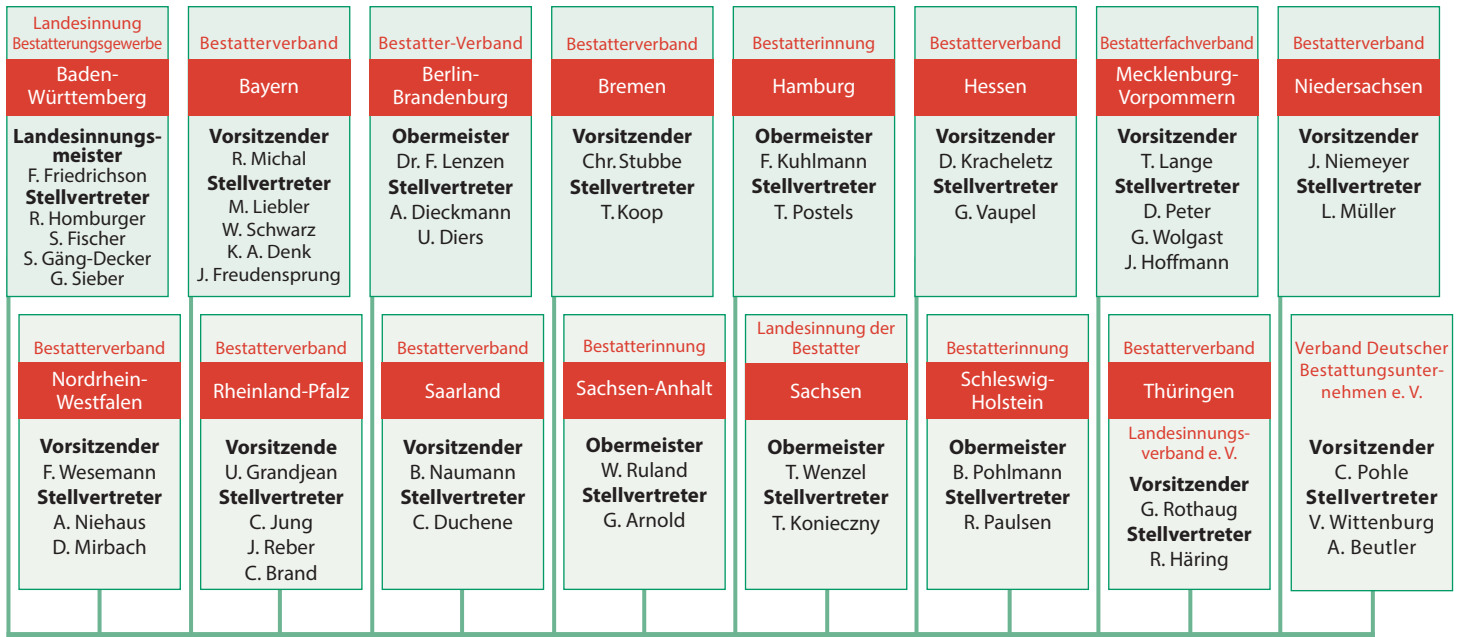 Landesinnung
Bestatterungsgewerbe
Baden-
Württemberg
Landesinnungs-
meister
F. Friedrichson
Stellvertreter
R. Homburger
S. Fischer
S. Gäng-Decker
G. Sieber
Bestatterverband
Bayern
Vorsitzender
R. Michal
Stellvertreter
M. Liebler
W. Schwarz
K. A. Denk
J. Freudensprung
Bestatter-Verband
Berlin-
Brandenburg
Obermeister
Dr. F. Lenzen
Stellvertreter
A. Dieckmann
U. Diers
Bestatterverband
Bremen
Vorsitzender
Chr. Stubbe
Stellvertreter
T. Koop
Bestatterinnung
Hamburg
Obermeister
F. Kuhlmann
Stellvertreter
T. Postels
Bestatterverband
Hessen
Vorsitzender
D. Kracheletz
Stellvertreter
G. Vaupel
Bestatterfachverband
Mecklenburg-
Vorpommern
Vorsitzender
T. Lange
Stellvertreter
D. Peter
G. Wolgast
J. Hoffmann
Bestatterverband
Niedersachsen
Vorsitzender
J. Niemeyer
Stellvertreter
L. Müller
Bestatterverband
Nordrhein-
Westfalen
Vorsitzender
F. Wesemann
Stellvertreter
A. Niehaus
D. Mirbach
Bestatterverband
Rheinland-Pfalz
Vorsitzende
U. Grandjean
Stellvertreter
C. Jung
J. Reber
C. Brand
Bestatterverband
Saarland
Vorsitzender
B. Naumann
Stellvertreter
C. Duchene
Bestatterinnung
Sachsen-Anhalt
Obermeister
W. Ruland
Stellvertreter
G. Arnold
Landesinnung der
Bestatter
Sachsen
Obermeister
T. Wenzel
Stellvertreter
T. Konieczny
Bestatterinnung
Schleswig-
Holstein
Obermeister
B. Pohlmann
Stellvertreter
R. Paulsen
Bestatterverband
Thüringen
Landesinnungs-
verband e. V.
Vorsitzender
G. Rothaug
Stellvertreter
R. Häring
Verband Deutscher
Bestattungsunter-
nehmen e. V.
Vorsitzender
C. Pohle
Stellvertreter
V. Wittenburg
A. Beutler